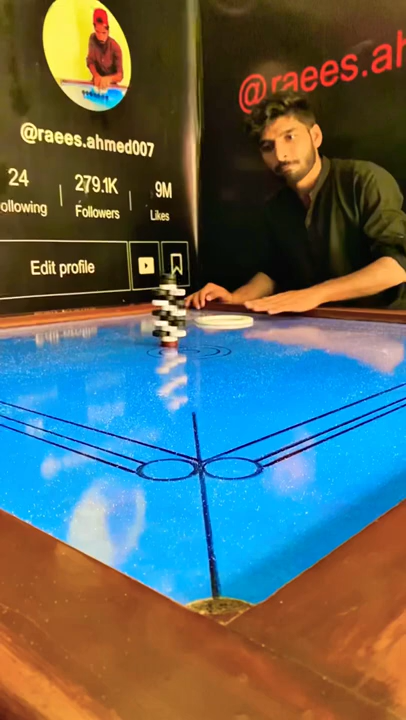 @raees.ahmed007
24
279.1K
9M
ollowing
Followers
Likes
Edit profile
@raees.ah